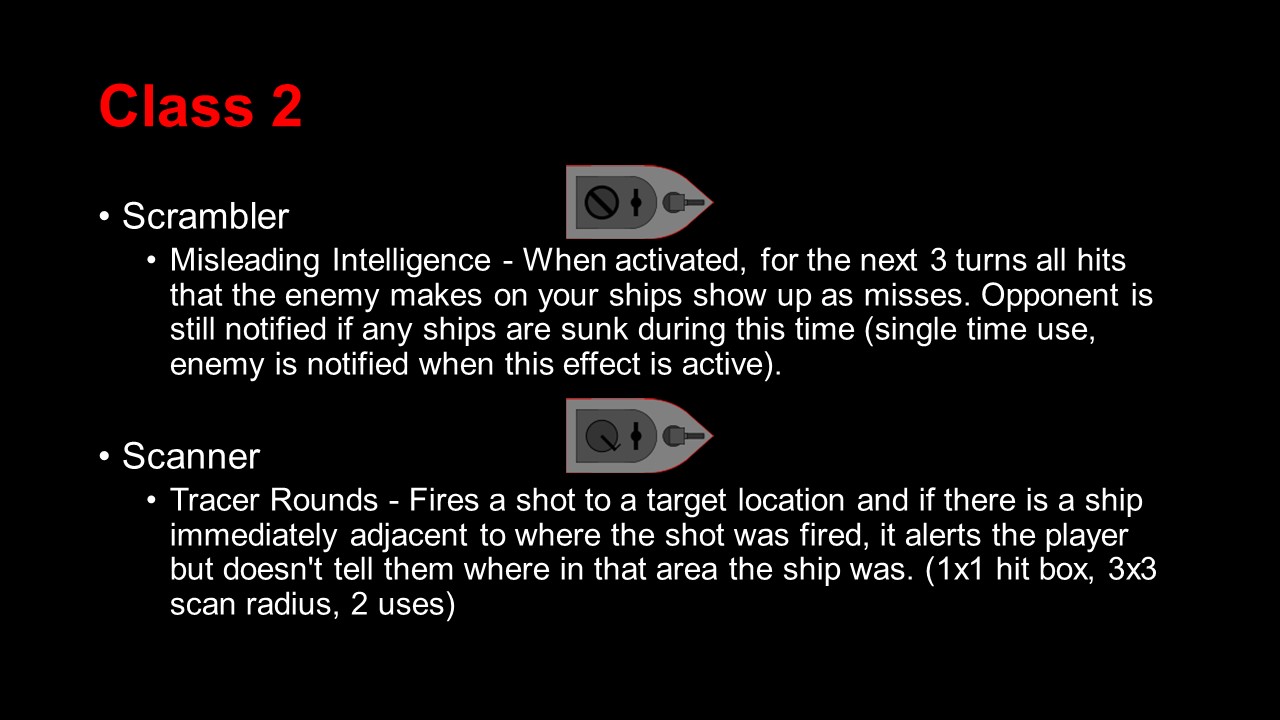 Class 2
• Scrambler
• Misleading Intelligence - When activated, for the next 3 turns all hits
that the enemy makes on your ships show up as misses. Opponent is
still notified if any ships are sunk during this time (single time use,
enemy is notified when this effect is active).
• Scanner
• Tracer Rounds - Fires a shot to a target location and if there is a ship
immediately adjacent to where the shot was fired, it alerts the player
but doesn't tell them where in that area the ship was. (1x1 hit box, 3x3
scan radius, 2 uses)